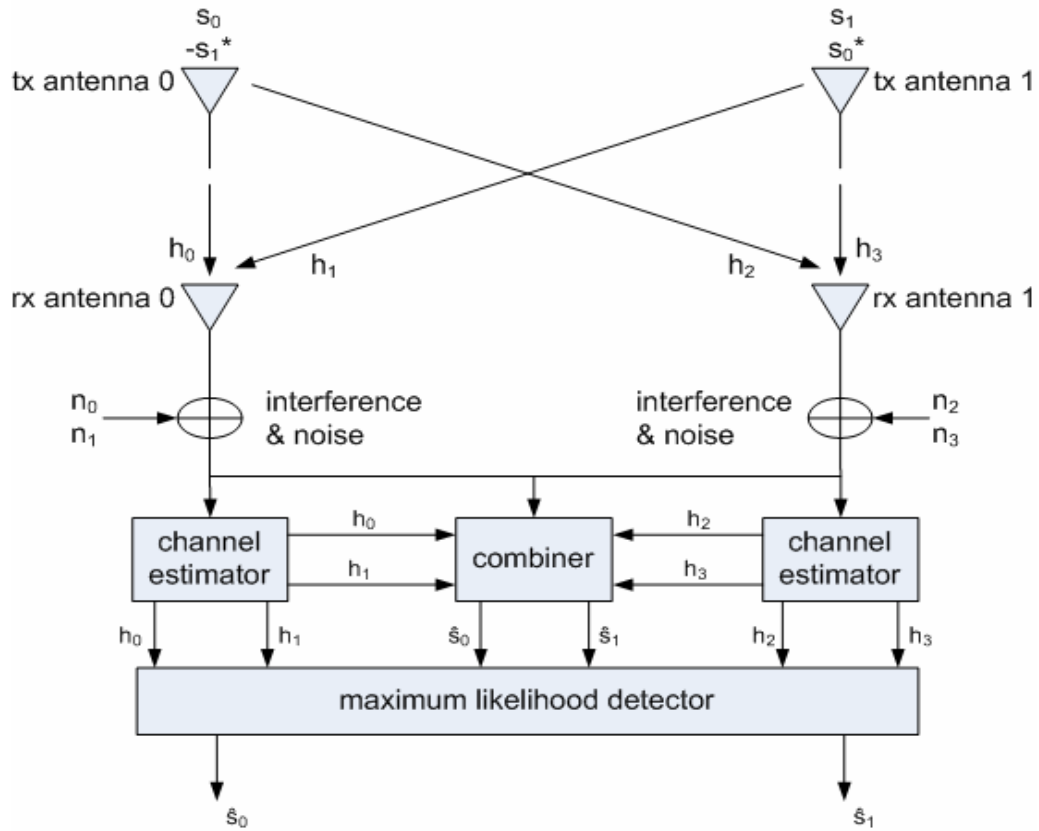 s₀
-s₁*
s₁
s₀*
tx antenna 0
tx antenna 1
h₀
h₁
h₂
h₃
rx antenna 0
rx antenna 1
n₀
n₁
interference
& noise
interference
& noise
n₂
n₃
channel
estimator
h₀
h₁
combiner
h₂
h₃
channel
estimator
h₀
h₁
ŝ₀
ŝ₁
h₂
h₃
maximum likelihood detector
ŝ₀
ŝ₁